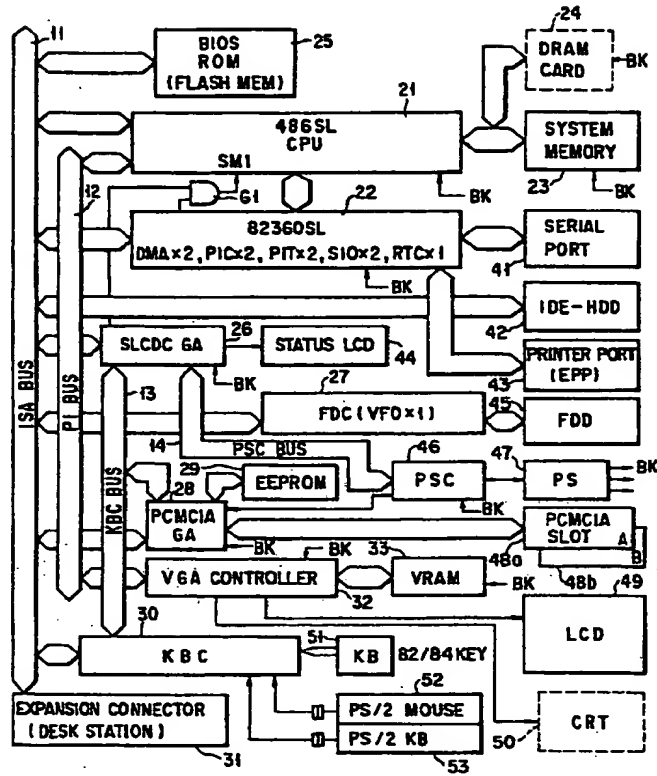 11
BIOS
ROM
(FLASH MEM)
25
24
DRAM
CARD
BK
21
486SL
CPU
SM1
SYSTEM
MEMORY
23
BK
BK
12
G1
22
82360SL
DMA×2, PIC×2, PIT×2, SIO×2, RTC×1
BK
SERIAL
PORT
41
IDE-HDD
42
26
SLCDC GA
STATUS LCD
44
BK
PRINTER PORT
(EPP)
43
ISA BUS
PI BUS
13
27
FDC (VFO×1)
45
FDD
14
PSC BUS
46
29
EEPROM
PSC
BK
47
PS
BK
BK
KBC BUS
28
PCMCIA
GA
BK
PCMCIA
SLOT
A
B
48a
48b
VGA CONTROLLER
32
BK
33
VRAM
BK
49
LCD
30
KBC
51
KB
82/84KEY
52
PS/2 MOUSE
PS/2 KB
53
50
CRT
EXPANSION CONNECTOR
(DESK STATION)
31